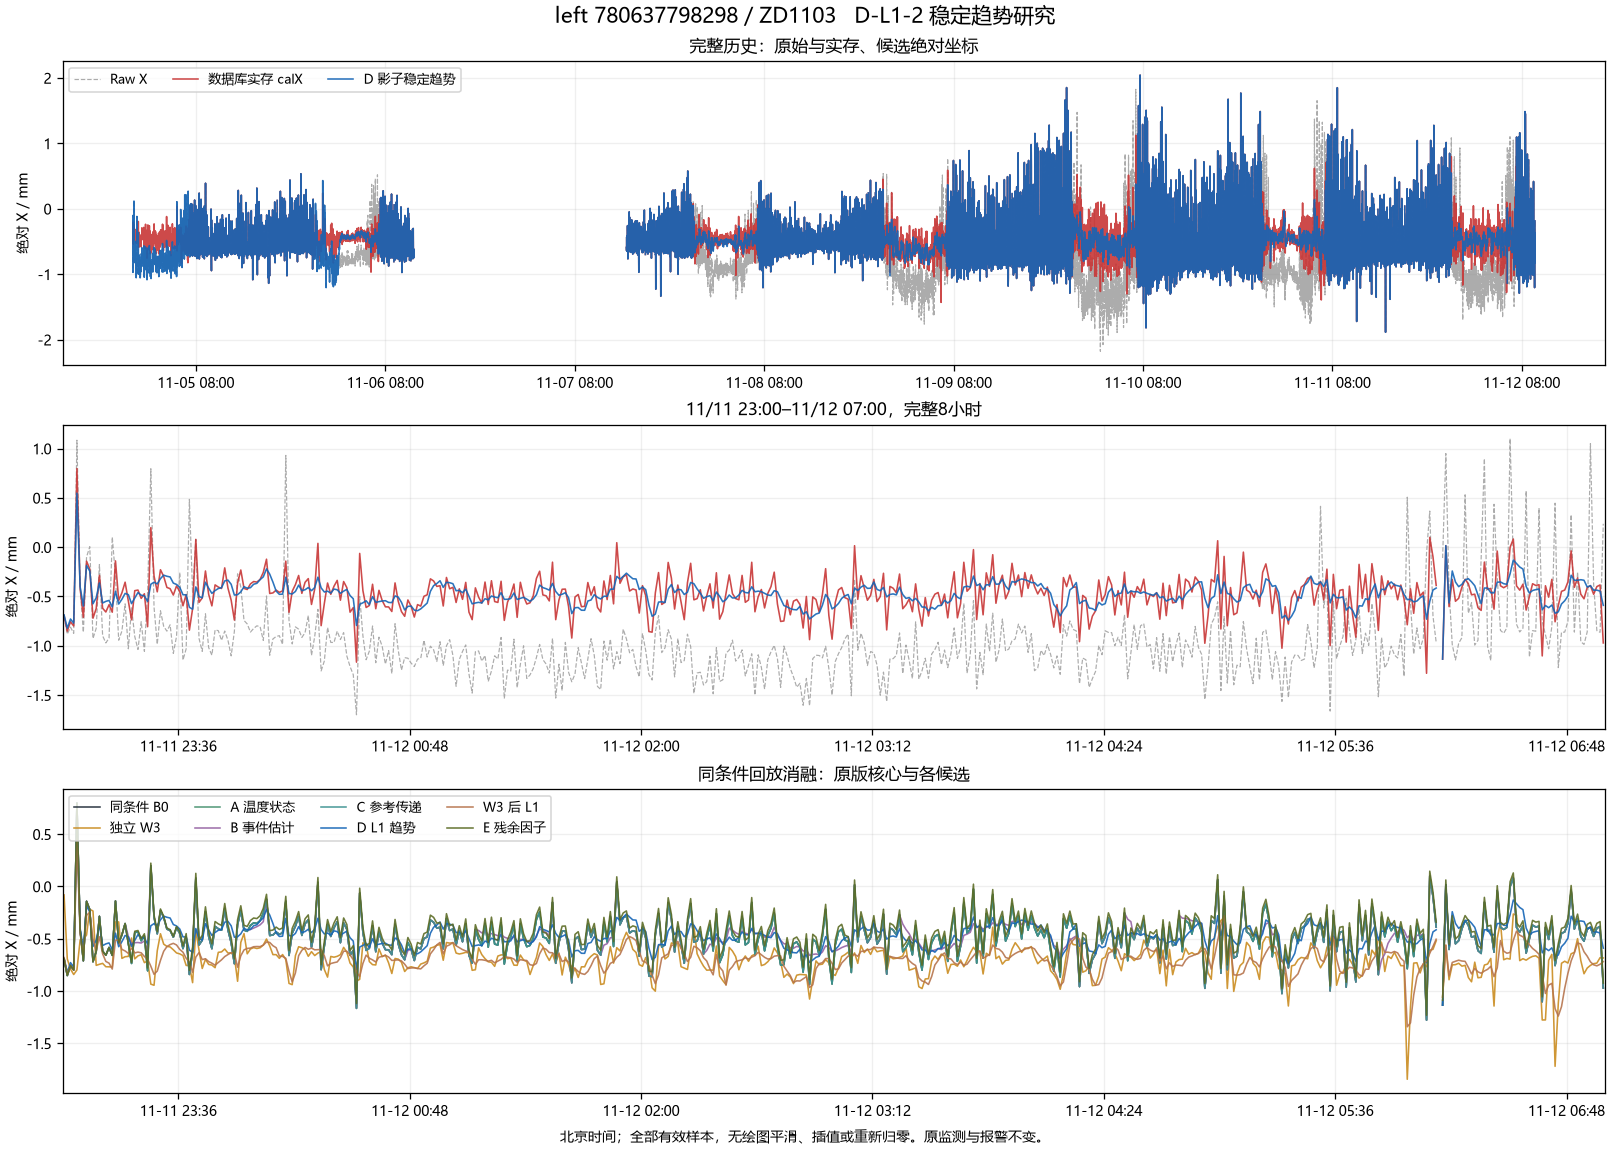 left 780637798298 / ZD1103   D-L1-2 稳定趋势研究
完整历史：原始与实存、候选绝对坐标
Raw X
数据库实存 calX
D 影子稳定趋势
绝对 X / mm
2
1
0
-1
-2
11-05 08:00
11-06 08:00
11-07 08:00
11-08 08:00
11-09 08:00
11-10 08:00
11-11 08:00
11-12 08:00
11/11 23:00–11/12 07:00，完整8小时
绝对 X / mm
1.0
0.5
0.0
-0.5
-1.0
-1.5
11-11 23:36
11-12 00:48
11-12 02:00
11-12 03:12
11-12 04:24
11-12 05:36
11-12 06:48
同条件回放消融：原版核心与各候选
同条件 B0
A 温度状态
C 参考传递
W3 后 L1
独立 W3
B 事件估计
D L1 趋势
E 残余因子
绝对 X / mm
0.5
0.0
-0.5
-1.0
-1.5
11-11 23:36
11-12 00:48
11-12 02:00
11-12 03:12
11-12 04:24
11-12 05:36
11-12 06:48
北京时间；全部有效样本，无绘图平滑、插值或重新归零。原监测与报警不变。